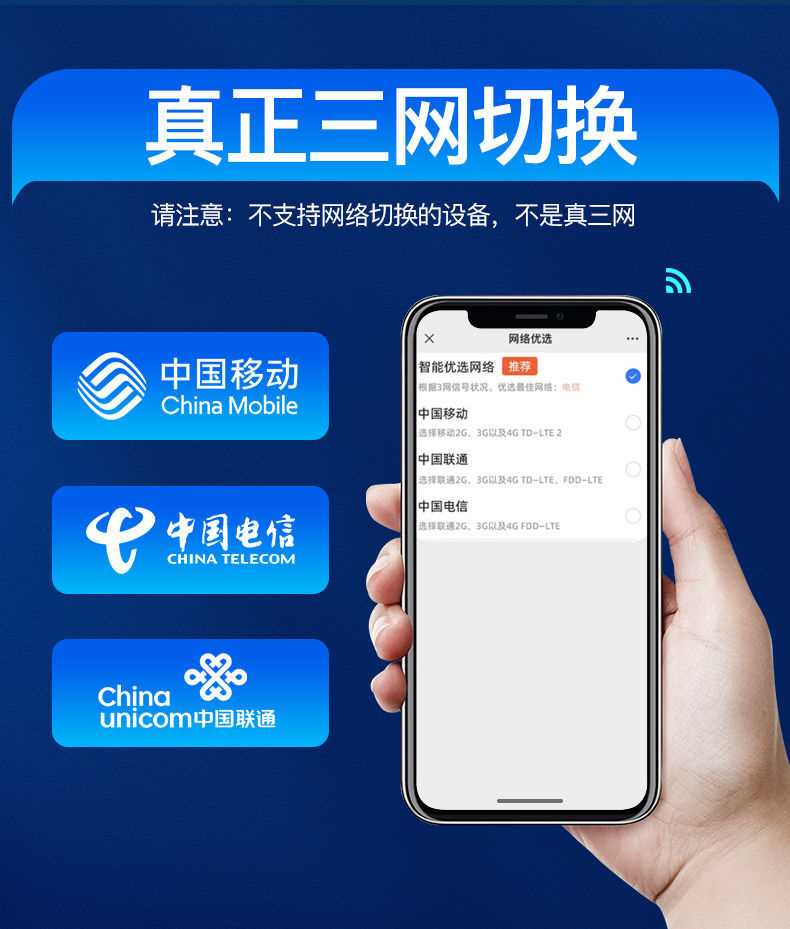 真正三网切换
请注意：不支持网络切换的设备，不是真三网
中国移动
China Mobile
中国电信
CHINA TELECOM
China
unicom中国联通
网络优选
智能优选网络 推荐
根据3网信号状况，优选最佳网络：电信
中国移动
选择移动2G、3G以及4G TD-LTE 2
中国联通
选择联通2G、3G以及4G TD-LTE、FDD-LTE
中国电信
选择联通2G、3G以及4G FDD-LTE